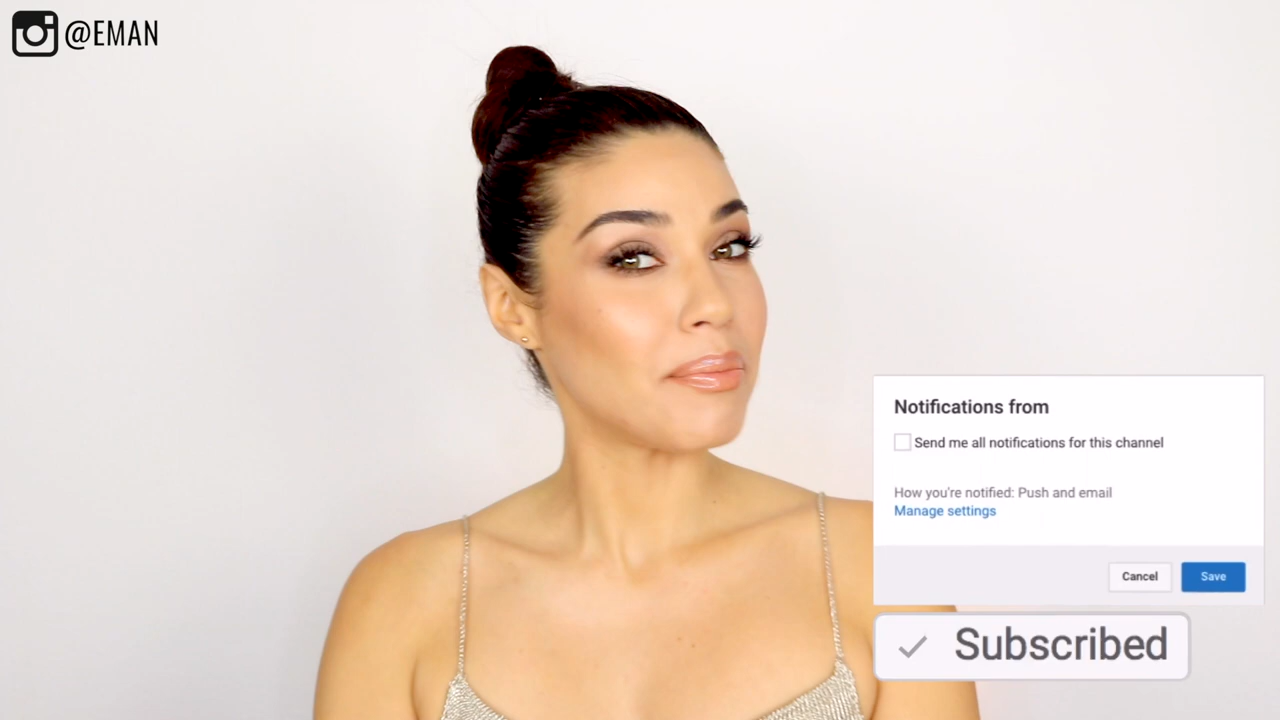 @EMAN
Notifications from
Send me all notifications for this channel
How you're notified: Push and email
Manage settings
Cancel
Save
Subscribed